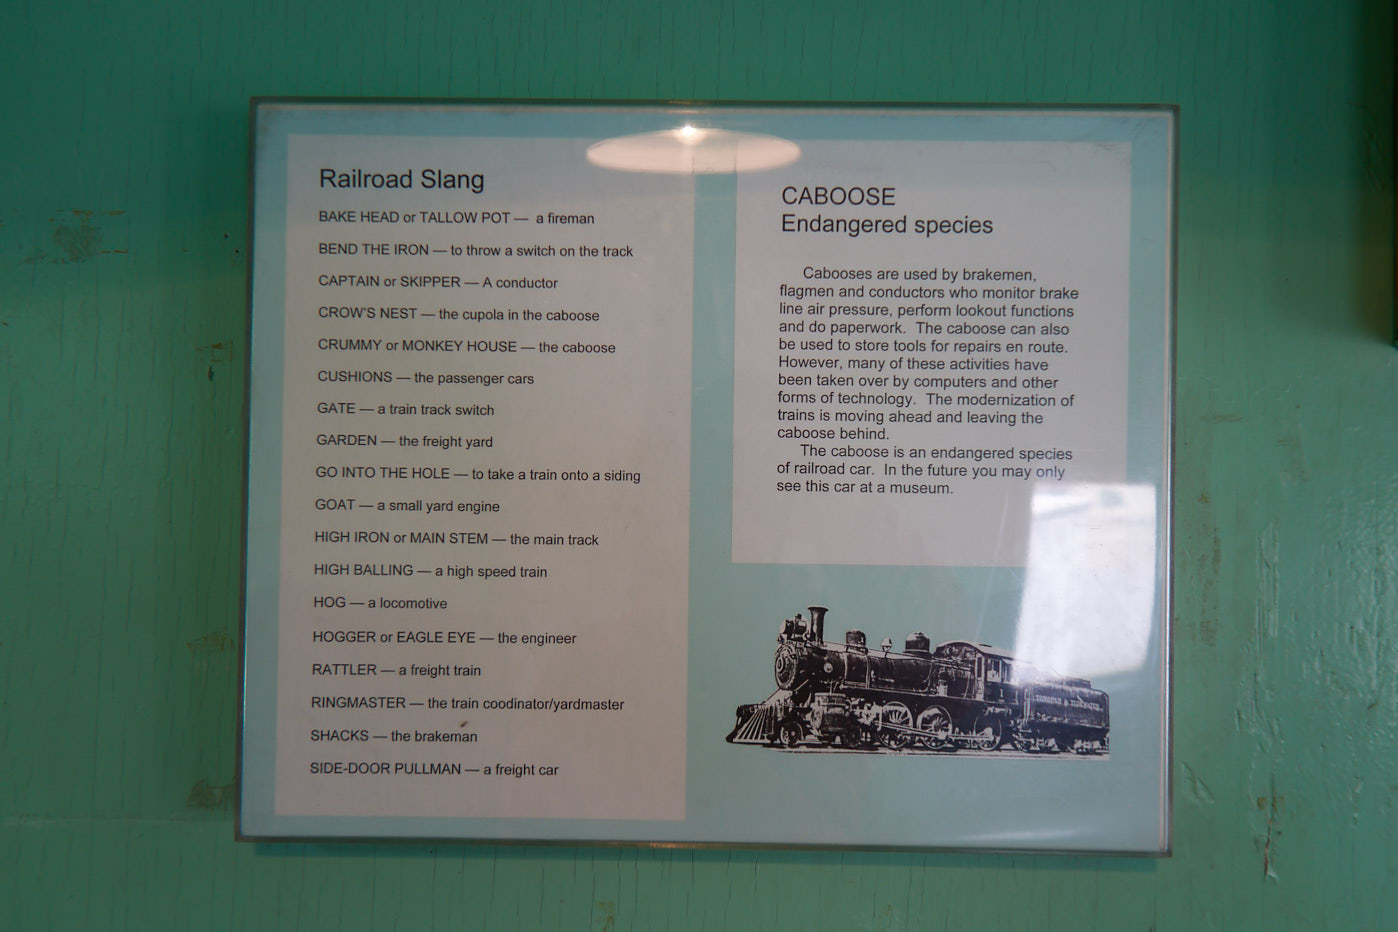 Railroad Slang
BAKE HEAD or TALLOW POT — a fireman
BEND THE IRON — to throw a switch on the track
CAPTAIN or SKIPPER — A conductor
CROW'S NEST — the cupola in the caboose
CRUMMY or MONKEY HOUSE — the caboose
CUSHIONS — the passenger cars
GATE — a train track switch
GARDEN — the freight yard
GO INTO THE HOLE — to take a train onto a siding
GOAT — a small yard engine
HIGH IRON or MAIN STEM — the main track
HIGH BALLING — a high speed train
HOG — a locomotive
HOGGER or EAGLE EYE — the engineer
RATTLER — a freight train
RINGMASTER — the train coodinator/yardmaster
SHACKS — the brakeman
SIDE-DOOR PULLMAN — a freight car
CABOOSE
Endangered species
Cabooses are used by brakemen,
flagmen and conductors who monitor brake
line air pressure, perform lookout functions
and do paperwork. The caboose can also
be used to store tools for repairs en route.
However, many of these activities have
been taken over by computers and other
forms of technology. The modernization of
trains is moving ahead and leaving the
caboose behind.
The caboose is an endangered species
of railroad car. In the future you may only
see this car at a museum.